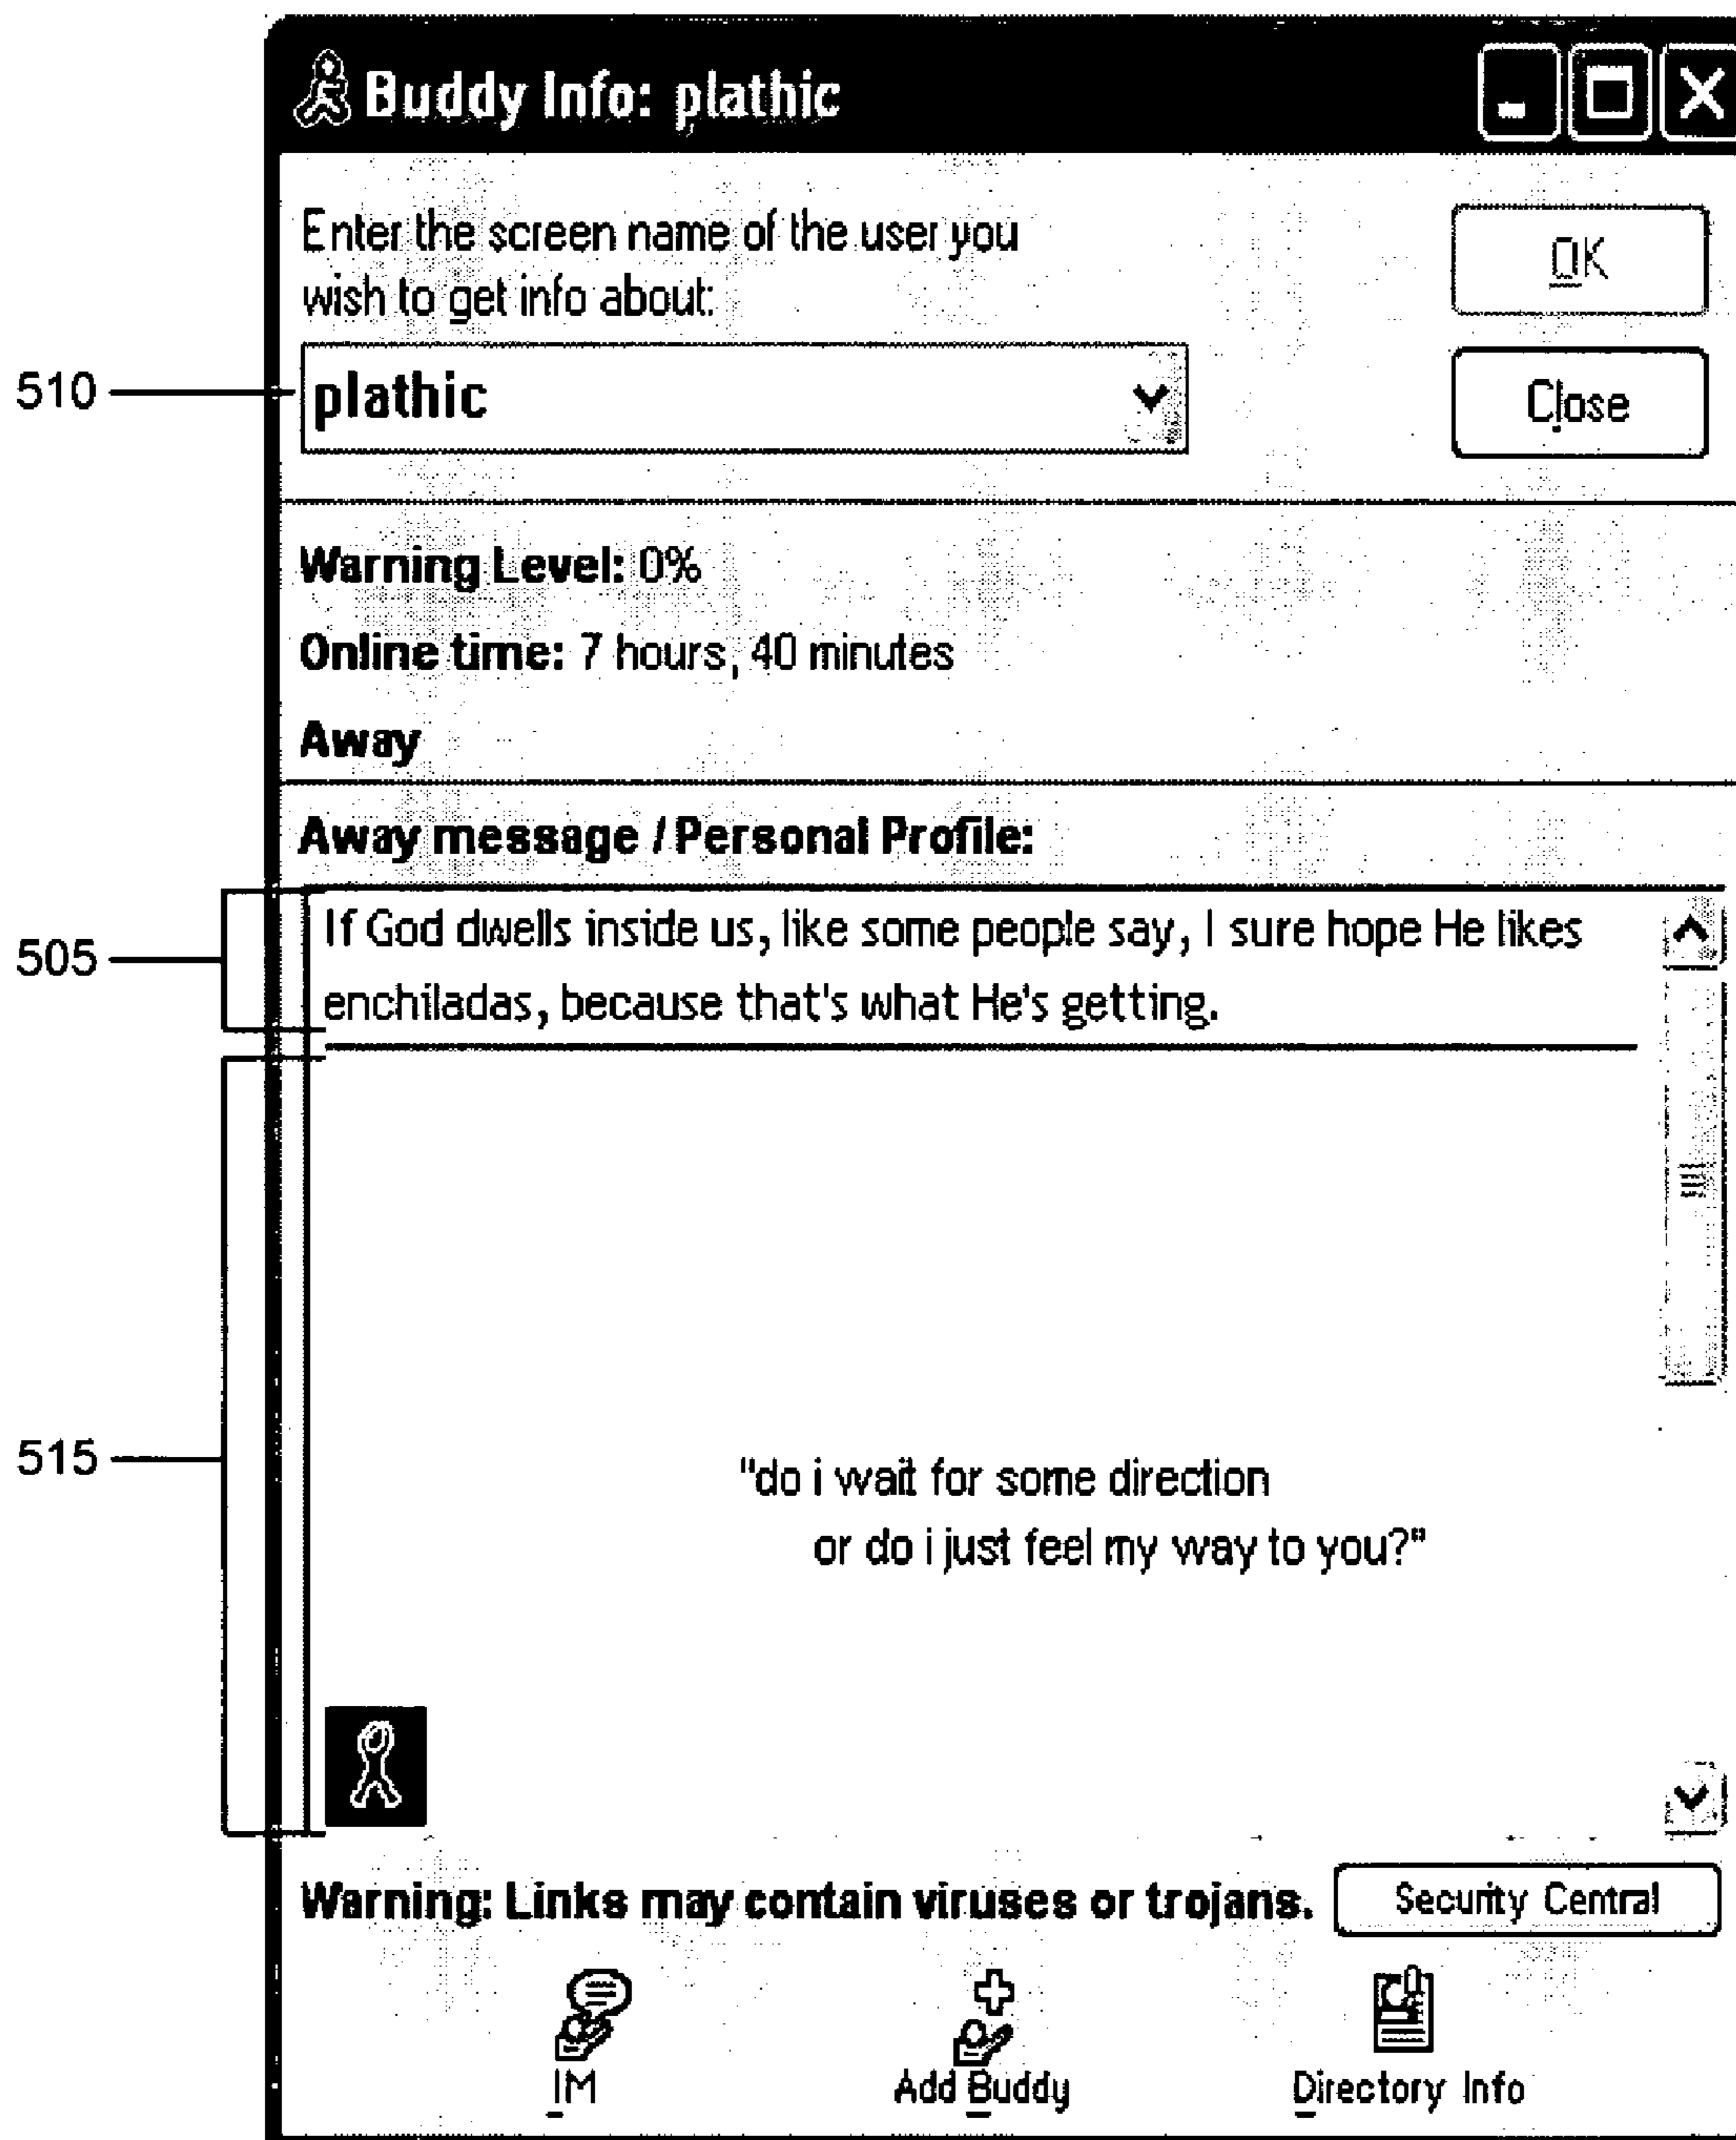 Buddy Info: plathic
Enter the screen name of the user you
wish to get info about:
OK
510
plathic
Close
Warning Level: 0%
Online time: 7 hours, 40 minutes
Away
Away message / Personal Profile:
505
If God dwells inside us, like some people say, I sure hope He likes
enchiladas, because that's what He's getting.
515
"do i wait for some direction
or do i just feel my way to you?"
Warning: Links may contain viruses or trojans.
Security Central
IM
Add Buddy
Directory Info